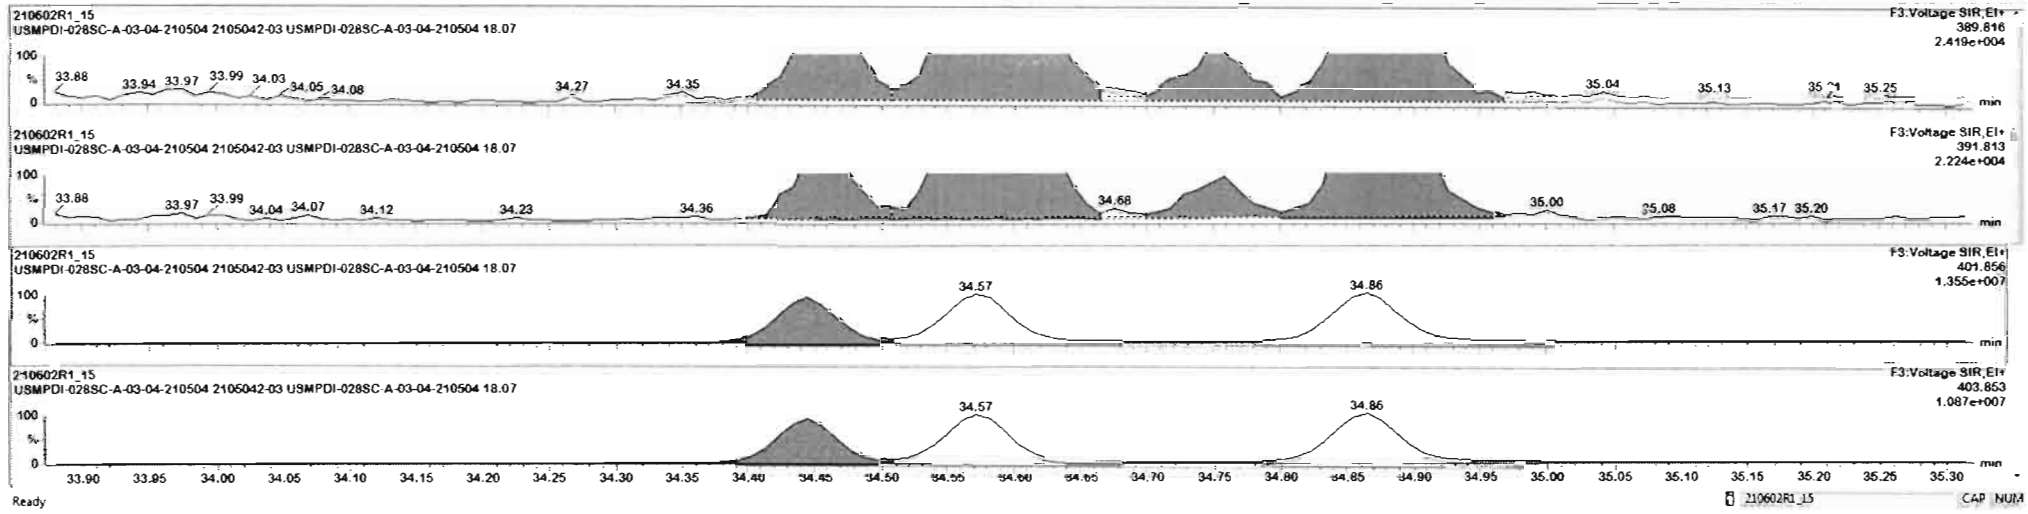 210602R1_15
F3:Voltage SIR,EI+
USMPDI-028SC-A-03-04-210504 2105042-03 USMPDI-028SC-A-03-04-210504 18.07
389.816
2.419e+004
100
%
0
33.88 33.94 33.97 33.99 34.03 34.05 34.08 34.27 34.35 35.04 35.13 35.21 35.25
min
210602R1_15
F3:Voltage SIR,EI+
USMPDI-028SC-A-03-04-210504 2105042-03 USMPDI-028SC-A-03-04-210504 18.07
391.813
2.224e+004
100
%
0
33.88 33.97 33.99 34.04 34.07 34.12 34.23 34.36 34.68 35.00 35.08 35.17 35.20
min
210602R1_15
F3:Voltage SIR,EI+
USMPDI-028SC-A-03-04-210504 2105042-03 USMPDI-028SC-A-03-04-210504 18.07
401.856
1.355e+007
100
%
0
34.57 34.86
min
210602R1_15
F3:Voltage SIR,EI+
USMPDI-028SC-A-03-04-210504 2105042-03 USMPDI-028SC-A-03-04-210504 18.07
403.853
1.087e+007
100
%
0
34.57 34.86
min
33.90 33.95 34.00 34.05 34.10 34.15 34.20 34.25 34.30 34.35 34.40 34.45 34.50 34.55 34.60 34.65 34.70 34.75 34.80 34.85 34.90 34.95 35.00 35.05 35.10 35.15 35.20 35.25 35.30
Ready
210602R1_15
CAP NUM